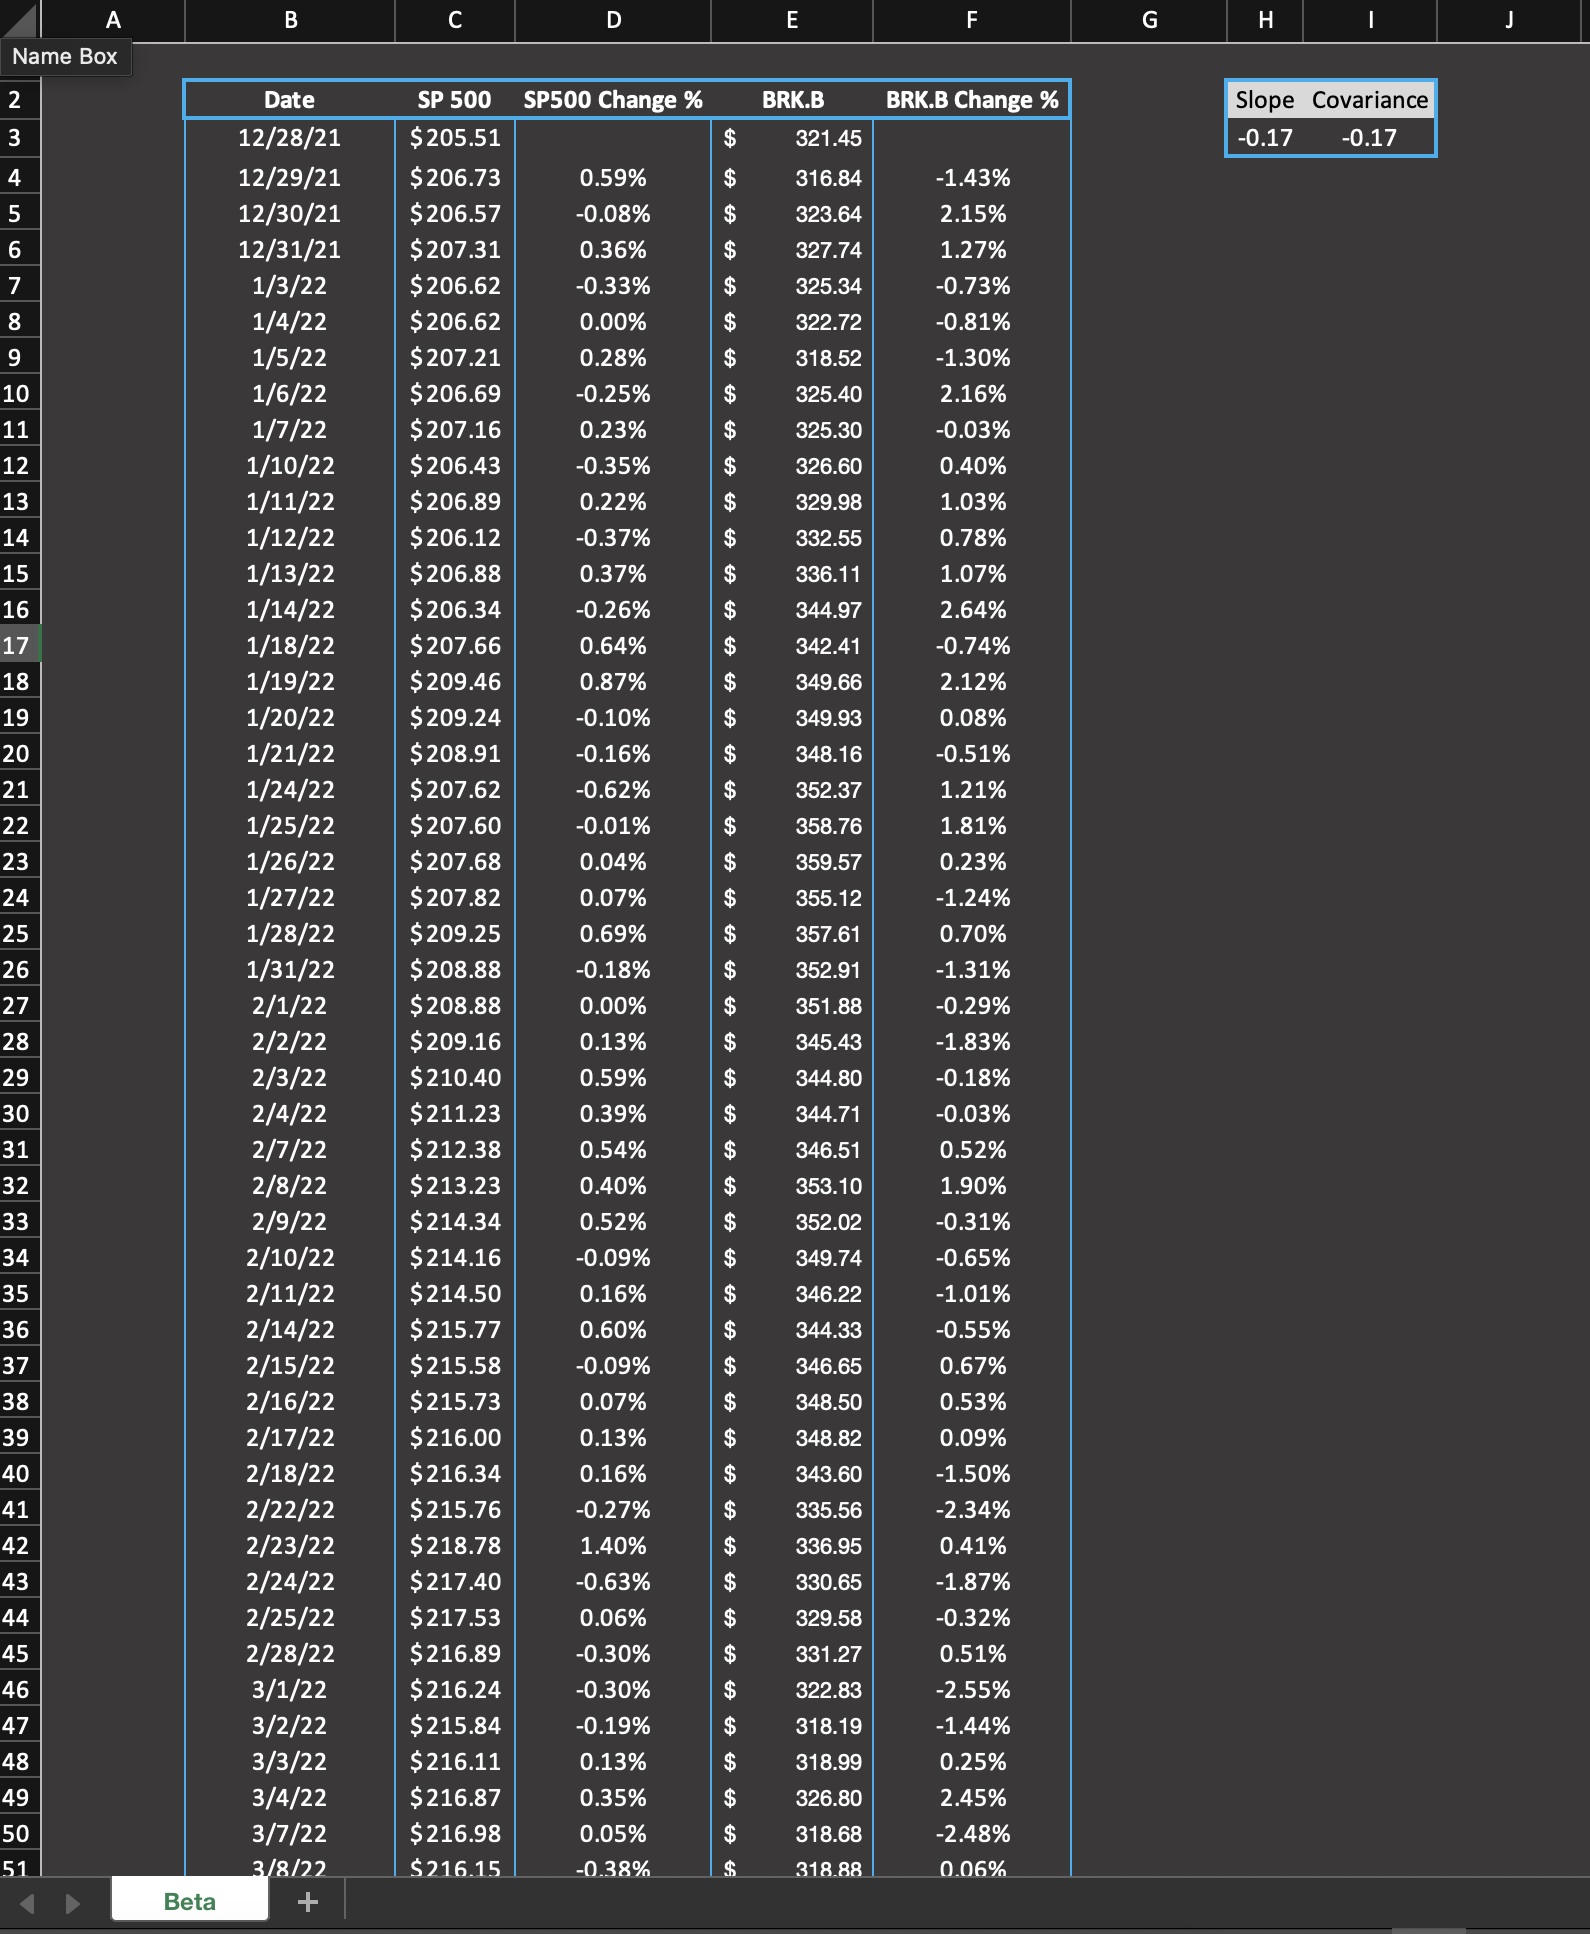 A B C D E F G H I J
Name Box
2 Date SP 500 SP500 Change % BRK.B BRK.B Change % Slope Covariance
3 12/28/21 $205.51 $ 321.45 -0.17 -0.17
4 12/29/21 $206.73 0.59% $ 316.84 -1.43%
5 12/30/21 $206.57 -0.08% $ 323.64 2.15%
6 12/31/21 $207.31 0.36% $ 327.74 1.27%
7 1/3/22 $206.62 -0.33% $ 325.34 -0.73%
8 1/4/22 $206.62 0.00% $ 322.72 -0.81%
9 1/5/22 $207.21 0.28% $ 318.52 -1.30%
10 1/6/22 $206.69 -0.25% $ 325.40 2.16%
11 1/7/22 $207.16 0.23% $ 325.30 -0.03%
12 1/10/22 $206.43 -0.35% $ 326.60 0.40%
13 1/11/22 $206.89 0.22% $ 329.98 1.03%
14 1/12/22 $206.12 -0.37% $ 332.55 0.78%
15 1/13/22 $206.88 0.37% $ 336.11 1.07%
16 1/14/22 $206.34 -0.26% $ 344.97 2.64%
17 1/18/22 $207.66 0.64% $ 342.41 -0.74%
18 1/19/22 $209.46 0.87% $ 349.66 2.12%
19 1/20/22 $209.24 -0.10% $ 349.93 0.08%
20 1/21/22 $208.91 -0.16% $ 348.16 -0.51%
21 1/24/22 $207.62 -0.62% $ 352.37 1.21%
22 1/25/22 $207.60 -0.01% $ 358.76 1.81%
23 1/26/22 $207.68 0.04% $ 359.57 0.23%
24 1/27/22 $207.82 0.07% $ 355.12 -1.24%
25 1/28/22 $209.25 0.69% $ 357.61 0.70%
26 1/31/22 $208.88 -0.18% $ 352.91 -1.31%
27 2/1/22 $208.88 0.00% $ 351.88 -0.29%
28 2/2/22 $209.16 0.13% $ 345.43 -1.83%
29 2/3/22 $210.40 0.59% $ 344.80 -0.18%
30 2/4/22 $211.23 0.39% $ 344.71 -0.03%
31 2/7/22 $212.38 0.54% $ 346.51 0.52%
32 2/8/22 $213.23 0.40% $ 353.10 1.90%
33 2/9/22 $214.34 0.52% $ 352.02 -0.31%
34 2/10/22 $214.16 -0.09% $ 349.74 -0.65%
35 2/11/22 $214.50 0.16% $ 346.22 -1.01%
36 2/14/22 $215.77 0.60% $ 344.33 -0.55%
37 2/15/22 $215.58 -0.09% $ 346.65 0.67%
38 2/16/22 $215.73 0.07% $ 348.50 0.53%
39 2/17/22 $216.00 0.13% $ 348.82 0.09%
40 2/18/22 $216.34 0.16% $ 343.60 -1.50%
41 2/22/22 $215.76 -0.27% $ 335.56 -2.34%
42 2/23/22 $218.78 1.40% $ 336.95 0.41%
43 2/24/22 $217.40 -0.63% $ 330.65 -1.87%
44 2/25/22 $217.53 0.06% $ 329.58 -0.32%
45 2/28/22 $216.89 -0.30% $ 331.27 0.51%
46 3/1/22 $216.24 -0.30% $ 322.83 -2.55%
47 3/2/22 $215.84 -0.19% $ 318.19 -1.44%
48 3/3/22 $216.11 0.13% $ 318.99 0.25%
49 3/4/22 $216.87 0.35% $ 326.80 2.45%
50 3/7/22 $216.98 0.05% $ 318.68 -2.48%
51 3/8/22 $216.15 -0.38% $ 318.88 0.06%
Beta +